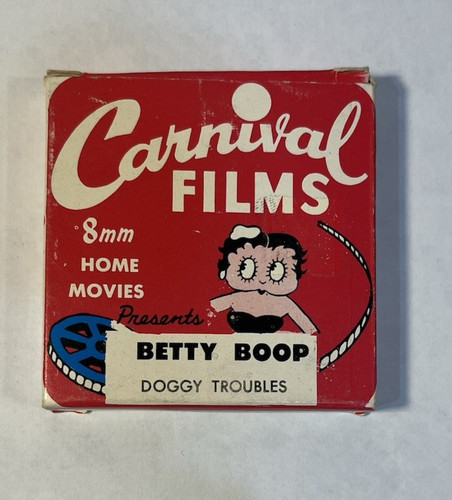 Carnival
FILMS
8mm
HOME
MOVIES
Presents
BETTY BOOP
DOGGY TROUBLES